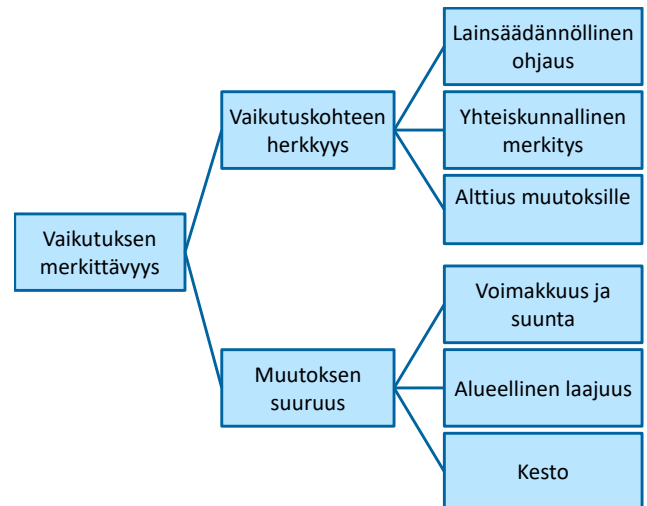 Lainsäädännöllinen
ohjaus
Vaikutuskohteen
herkkyys
Yhteiskunnallinen
merkitys
Alttius muutoksille
Vaikutuksen
merkittävyys
Voimakkuus ja
suunta
Muutoksen
suuruus
Alueellinen laajuus
Kesto